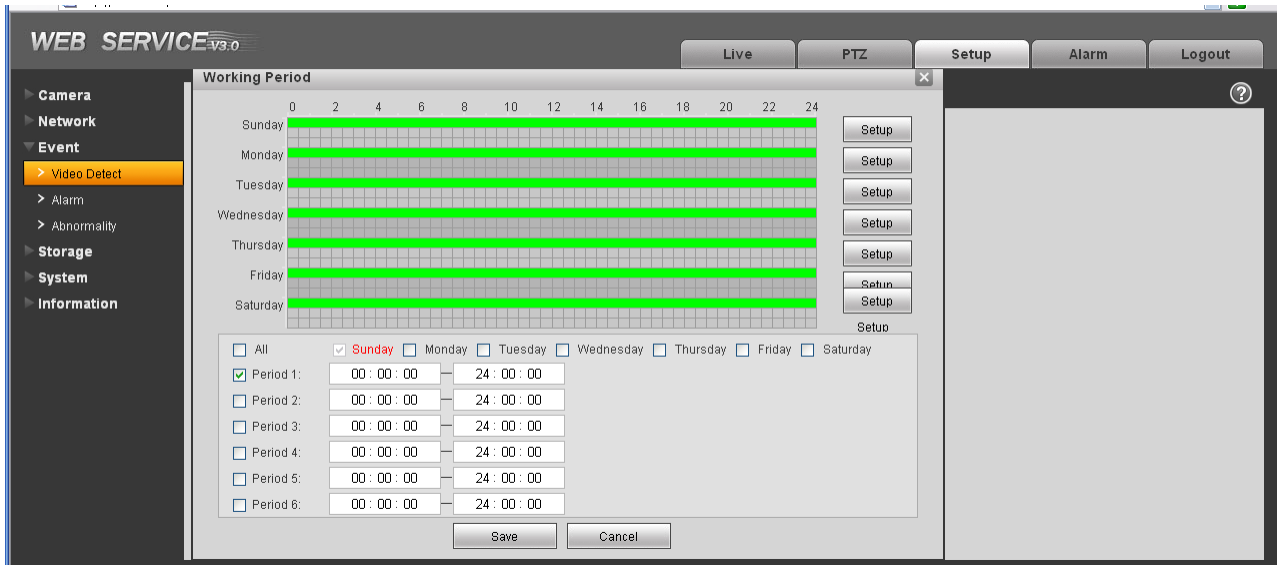 WEB SERVICE V3.0
Live PTZ Setup Alarm Logout
Camera
Network
Event
> Video Detect
> Alarm
> Abnormality
Storage
System
Information
Working Period
0 2 4 6 8 10 12 14 16 18 20 22 24
Sunday Setup
Monday Setup
Tuesday Setup
Wednesday Setup
Thursday Setup
Friday Setup
Saturday Setup
Setup
All Sunday Monday Tuesday Wednesday Thursday Friday Saturday
Period 1: 00 : 00 : 00 — 24 : 00 : 00
Period 2: 00 : 00 : 00 — 24 : 00 : 00
Period 3: 00 : 00 : 00 — 24 : 00 : 00
Period 4: 00 : 00 : 00 — 24 : 00 : 00
Period 5: 00 : 00 : 00 — 24 : 00 : 00
Period 6: 00 : 00 : 00 — 24 : 00 : 00
Save Cancel
?